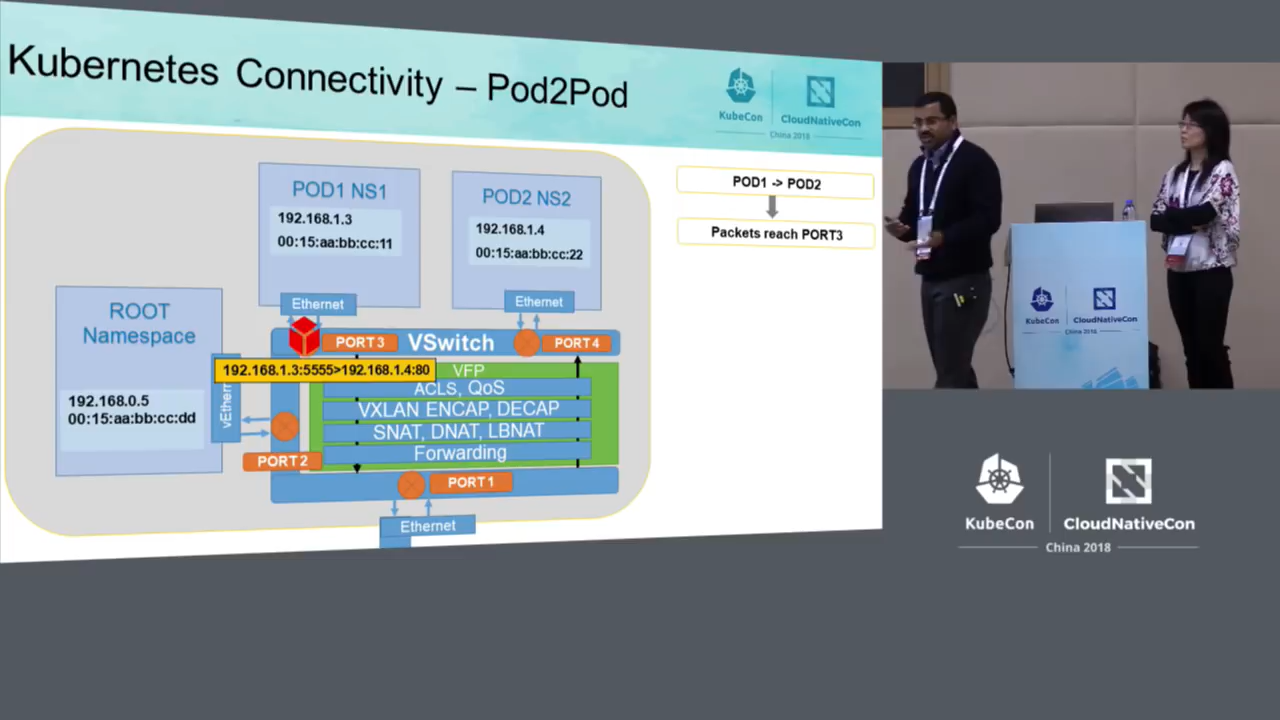 Kubernetes Connectivity – Pod2Pod
KubeCon
CloudNativeCon
China 2018
POD1 NS1
192.168.1.3
00:15:aa:bb:cc:11
POD2 NS2
192.168.1.4
00:15:aa:bb:cc:22
POD1 -> POD2
Packets reach PORT3
ROOT
Namespace
192.168.0.5
00:15:aa:bb:cc:dd
Ethernet
Ethernet
PORT3
VSwitch
PORT4
192.168.1.3:5555>192.168.1.4:80
VFP
ACLS, QoS
VXLAN ENCAP, DECAP
SNAT, DNAT, LBNAT
Forwarding
PORT2
PORT1
Ethernet
KubeCon
CloudNativeCon
China 2018
KubeCon
CloudNativeCon
China 2018